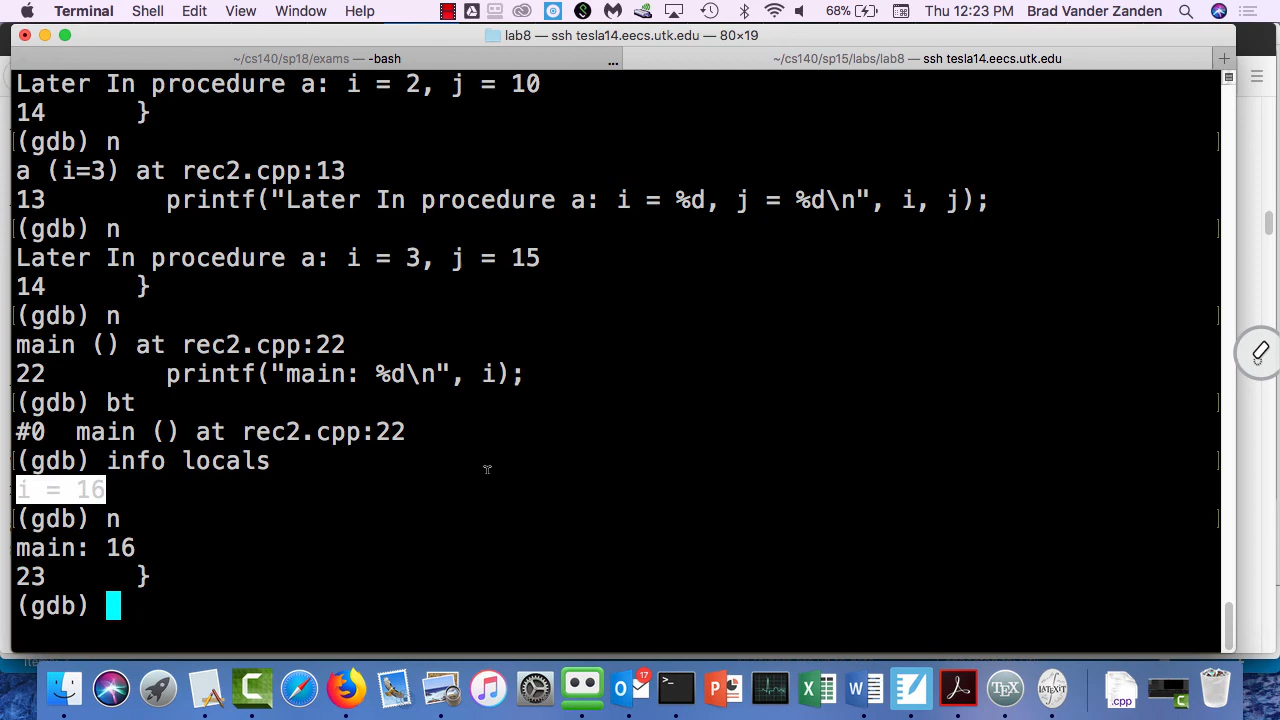 Terminal Shell Edit View Window Help 68% Thu 12:23 PM Brad Vander Zanden
lab8 — ssh tesla14.eecs.utk.edu — 80×19
~/cs140/sp18/exams — -bash ... ~/cs140/sp15/labs/lab8 — ssh tesla14.eecs.utk.edu +
Later In procedure a: i = 2, j = 10
14 }
(gdb) n
a (i=3) at rec2.cpp:13
13 printf("Later In procedure a: i = %d, j = %d\n", i, j);
(gdb) n
Later In procedure a: i = 3, j = 15
14 }
(gdb) n
main () at rec2.cpp:22
22 printf("main: %d\n", i);
(gdb) bt
#0 main () at rec2.cpp:22
(gdb) info locals
i = 16
(gdb) n
main: 16
23 }
(gdb)
17
.cpp